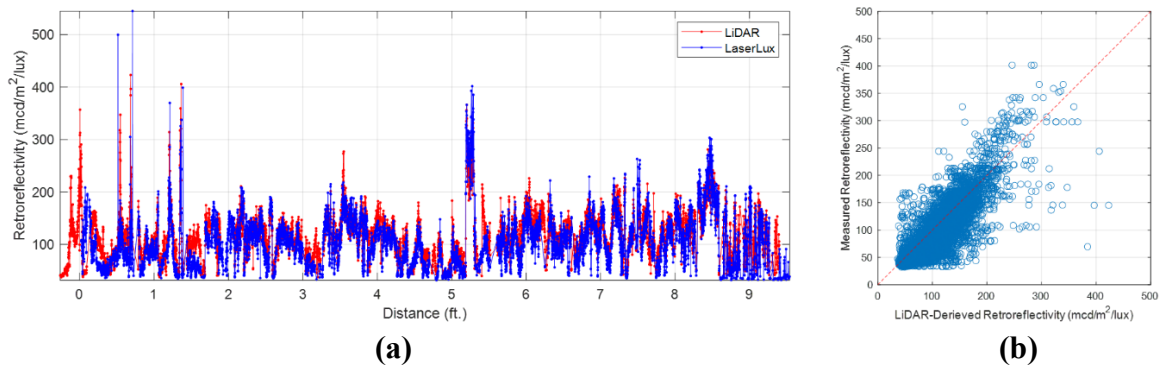 500
400
300
200
100
Retroreflectivity (mcd/m²/lux)
0 1 2 3 4 5 6 7 8 9
Distance (ft.)
LiDAR
LaserLux
(a)
500
450
400
350
300
250
200
150
100
50
0
Measured Retroreflectivity (mcd/m²/lux)
0 100 200 300 400 500
LiDAR-Derieved Retroreflectivity (mcd/m²/lux)
(b)